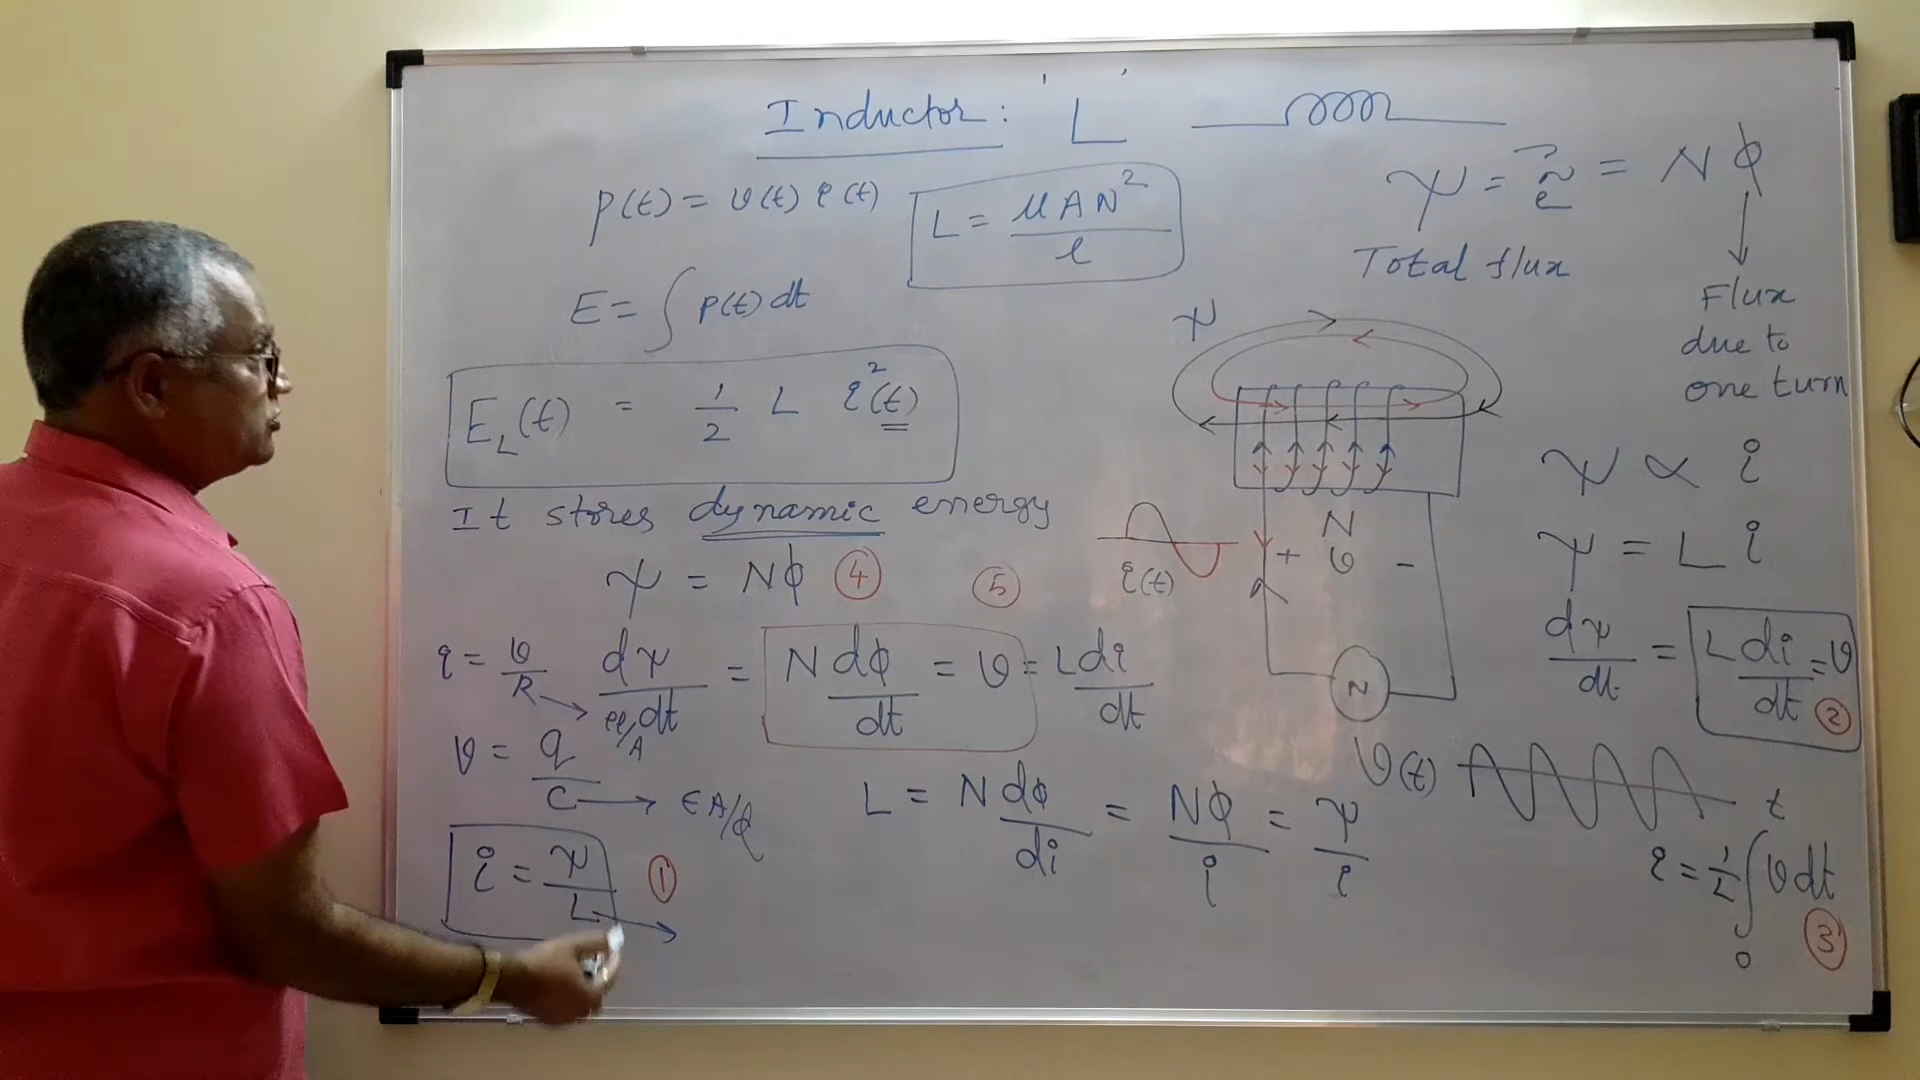 Inductor: 'L'
p(t) = v(t) i(t)
L = μAN²/l
E = ∫ p(t) dt
E_L(t) = 1/2 L i²(t)
It stores dynamic energy
ψ = Nϕ ④
⑤
i = v/R → ρl/A
dψ/dt = N dϕ/dt = v = L di/dt
v = q/C → ϵA/d
L = N dϕ/di = Nϕ/i = ψ/i
i = ψ/L → ①
ψ = = Nϕ
Total flux
Flux
due to
one turn
ψ
N
+ v -
i(t)
ψ ∝ i
ψ = L i
dψ/dt = L di/dt = v ②
v(t)
t
i = 1/L ∫₀ v dt
③